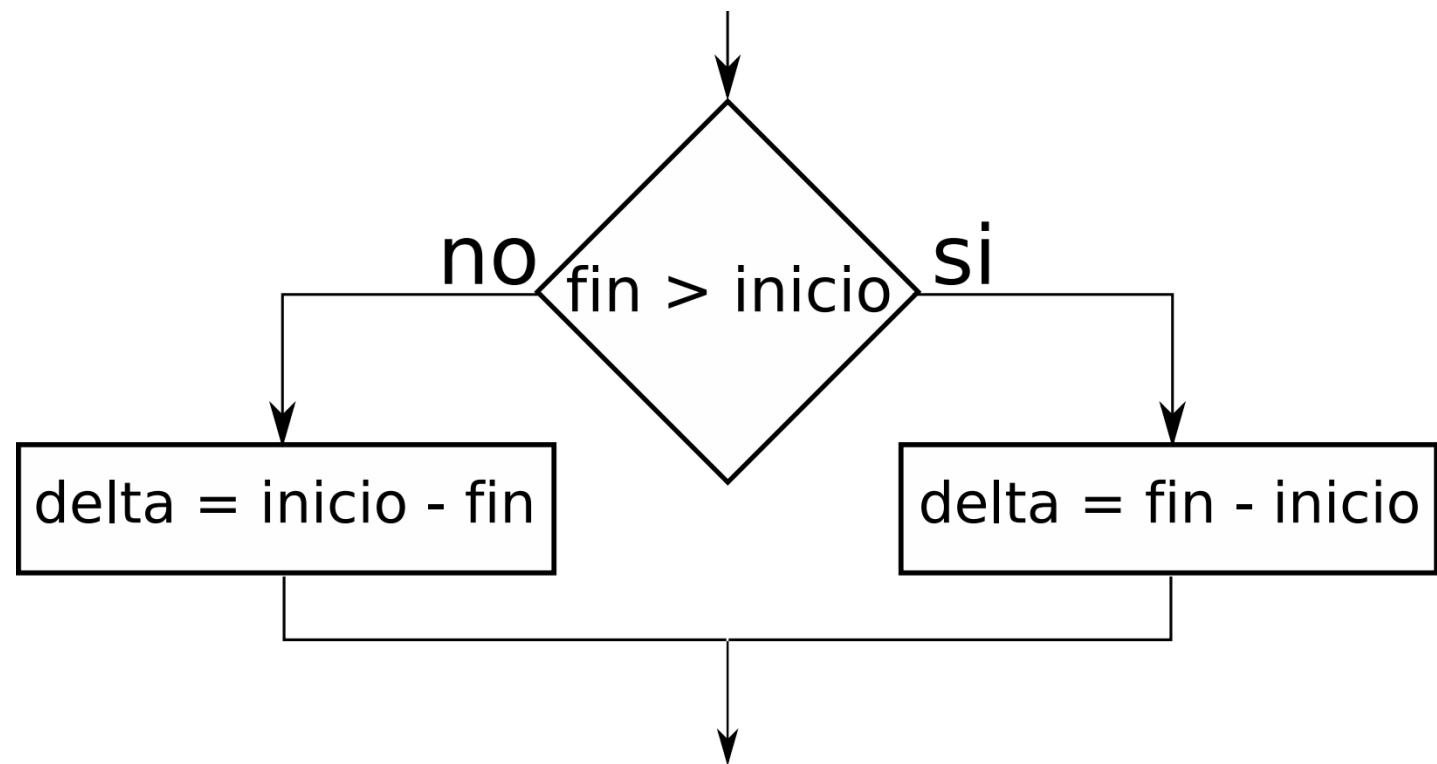 no
fin > inicio
si
delta = inicio - fin
delta = fin - inicio